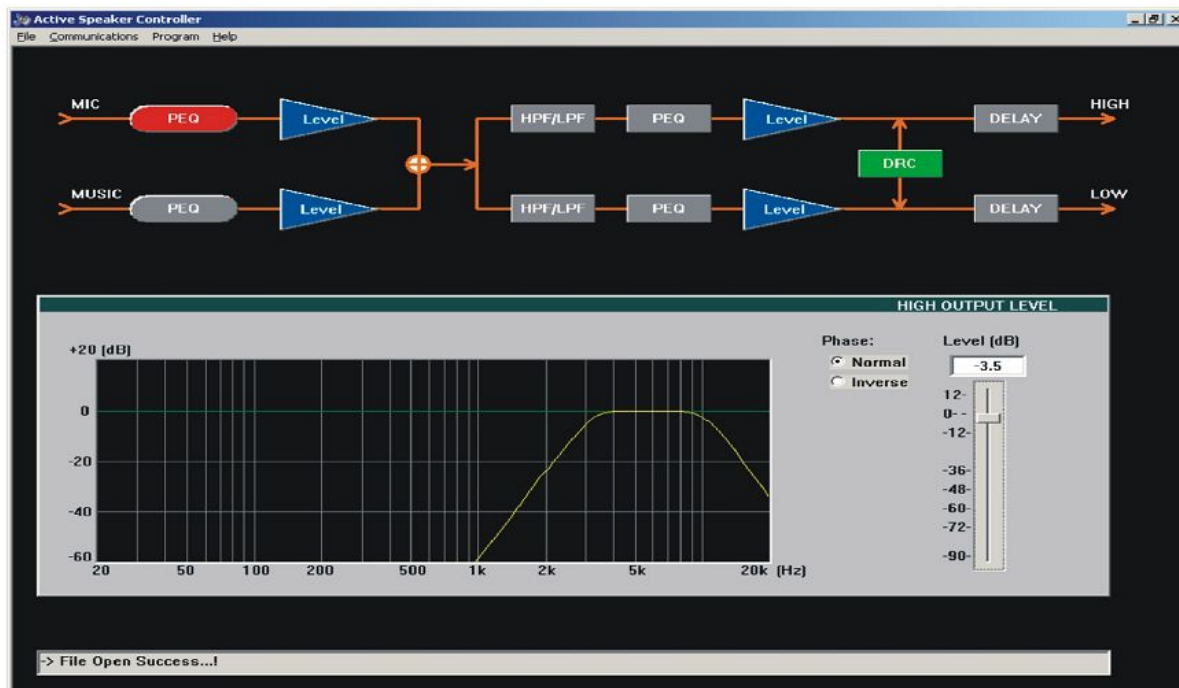 Active Speaker Controller
File Communications Program Help
MIC
PEQ
Level
HPF/LPF
PEQ
Level
DELAY
HIGH
DRC
MUSIC
PEQ
Level
HPF/LPF
PEQ
Level
DELAY
LOW
HIGH OUTPUT LEVEL
+20 (dB)
0
-20
-40
-60
20 50 100 200 500 1k 2k 5k 20k (Hz)
Phase:
Normal
Inverse
Level (dB)
-3.5
12-
0--
-12-
-36-
-48-
-60-
-72-
-90-
-> File Open Success...!